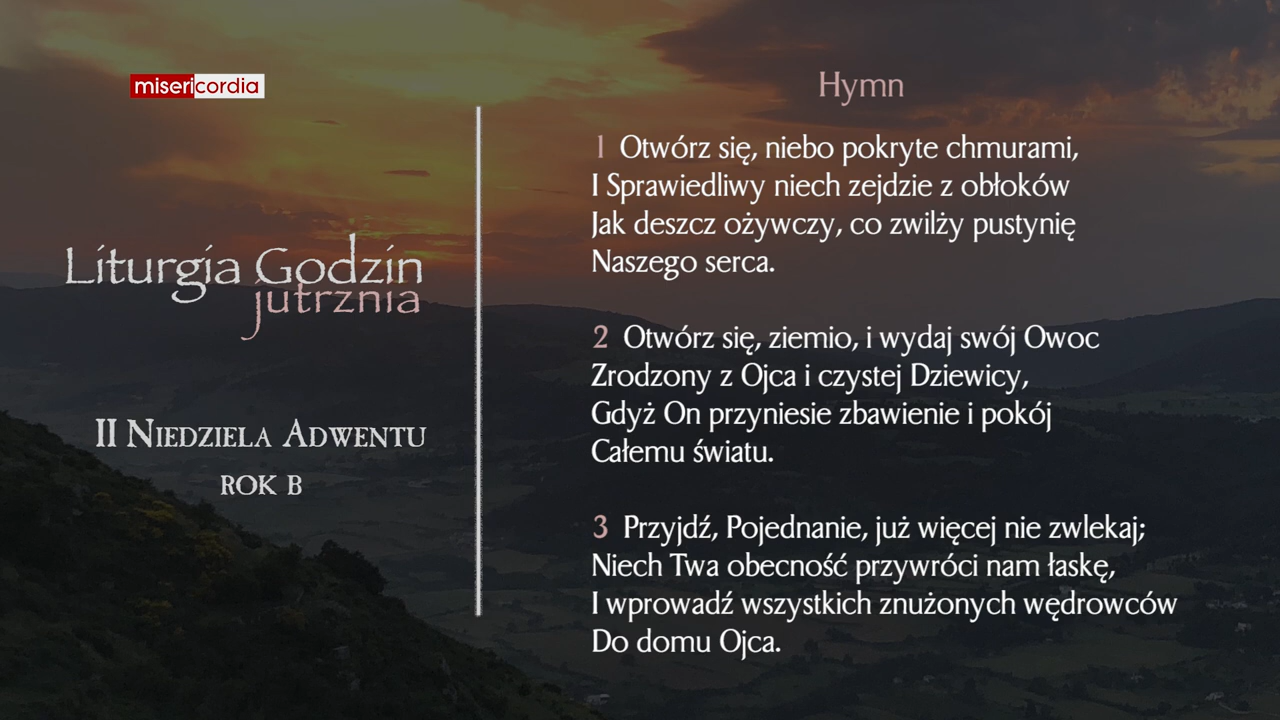 misericordia
Liturgia Godzin
jutrznia
II Niedziela Adwentu
rok B
Hymn
1 Otwórz się, niebo pokryte chmurami,
I Sprawiedliwy niech zejdzie z obłoków
Jak deszcz ożywczy, co zwilży pustynię
Naszego serca.
2 Otwórz się, ziemio, i wydaj swój Owoc
Zrodzony z Ojca i czystej Dziewicy,
Gdyż On przyniesie zbawienie i pokój
Całemu światu.
3 Przyjdź, Pojednanie, już więcej nie zwlekaj;
Niech Twa obecność przywróci nam łaskę,
I wprowadź wszystkich znużonych wędrowców
Do domu Ojca.